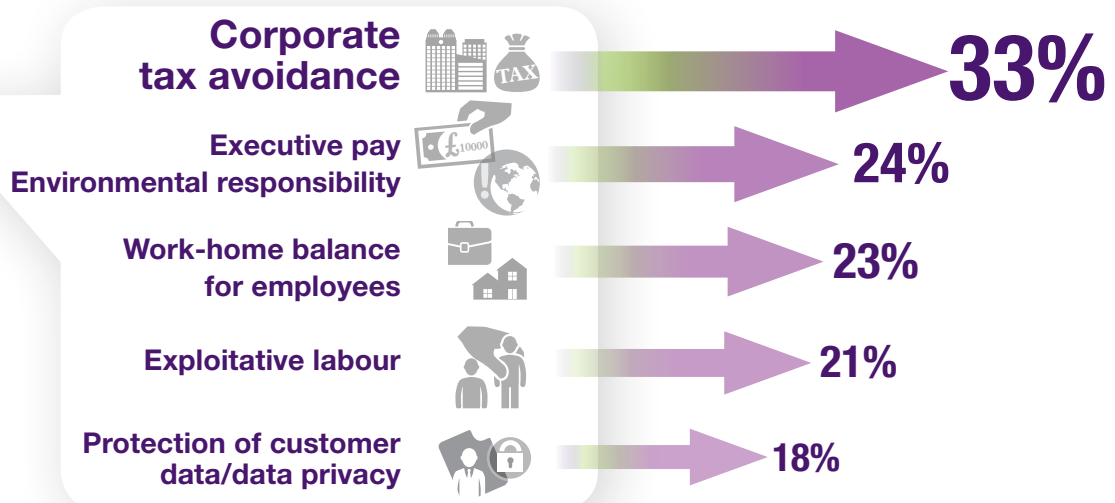 Corporate
tax avoidance
TAX
33%
Executive pay
£10000
Environmental responsibility
24%
Work-home balance
for employees
23%
Exploitative labour
21%
Protection of customer
data/data privacy
18%